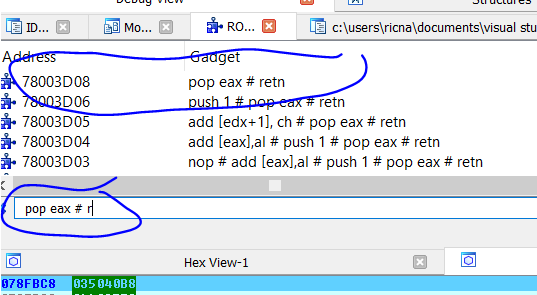 Debug View
Structures
ID...
Mo...
RO...
c:\users\ricna\documents\visual stu
Address Gadget
78003D08 pop eax # retn
78003D06 push 1 # pop eax # retn
78003D05 add [edx+1], ch # pop eax # retn
78003D04 add [eax],al # push 1 # pop eax # retn
78003D03 nop # add [eax],al # push 1 # pop eax # retn
pop eax # r
Hex View-1
078FBC8 035040B8